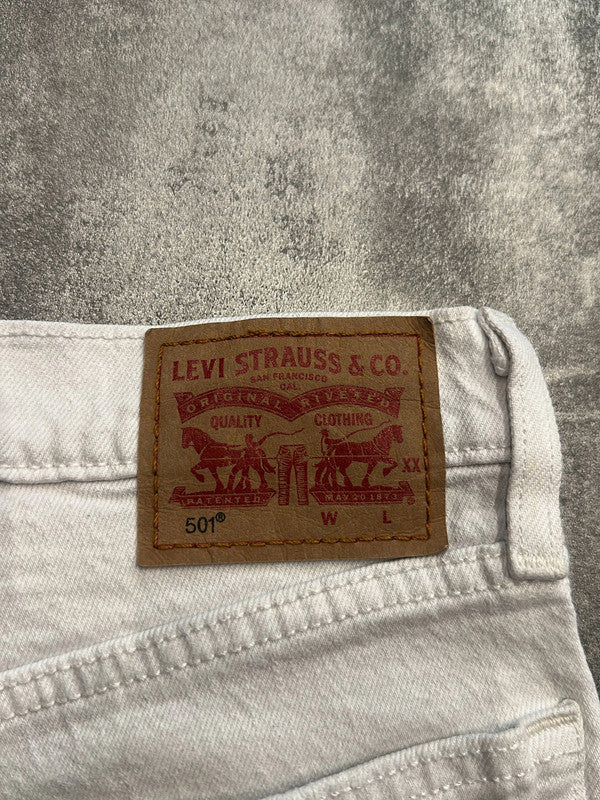 LEVI STRAUSS & CO.
SAN FRANCISCO
CAL.
ORIGINAL RIVETED
QUALITY CLOTHING
XX
PATENTED MAY 20 1873
501® W L